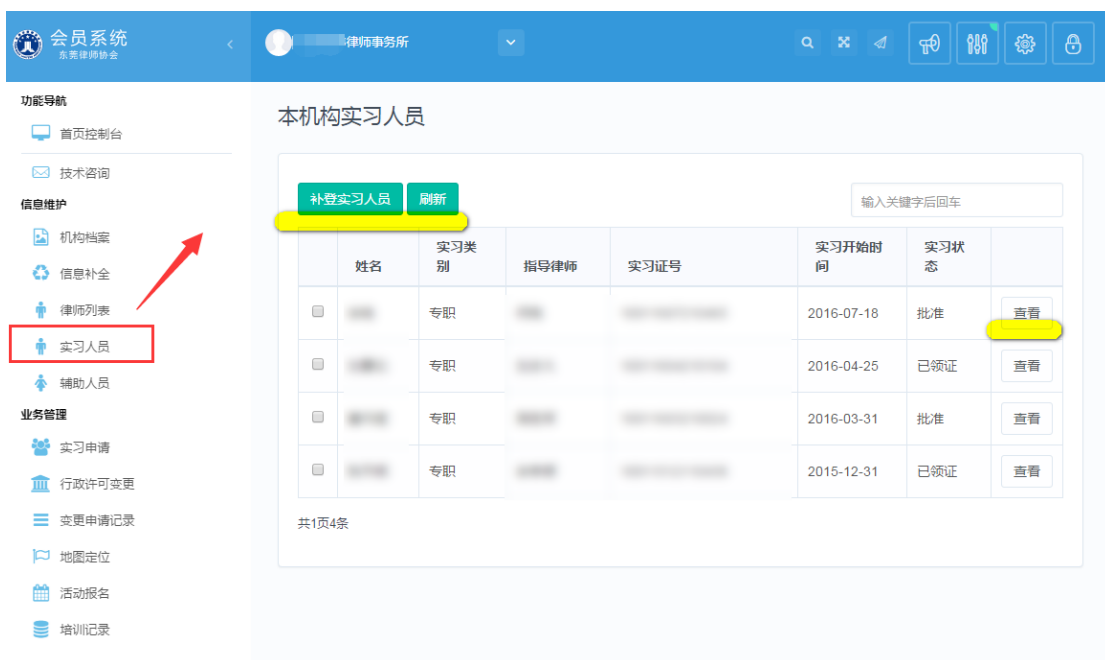 会员系统
东莞律师协会
律师事务所
功能导航
首页控制台
技术咨询
信息维护
机构档案
信息补全
律师列表
实习人员
辅助人员
业务管理
实习申请
行政许可变更
变更申请记录
地图定位
活动报名
培训记录
本机构实习人员
补登实习人员 刷新 输入关键字后回车
姓名 实习类别 指导律师 实习证号 实习开始时间 实习状态
专职 2016-07-18 批准 查看
专职 2016-04-25 已领证 查看
专职 2016-03-31 批准 查看
专职 2015-12-31 已领证 查看
共1页4条